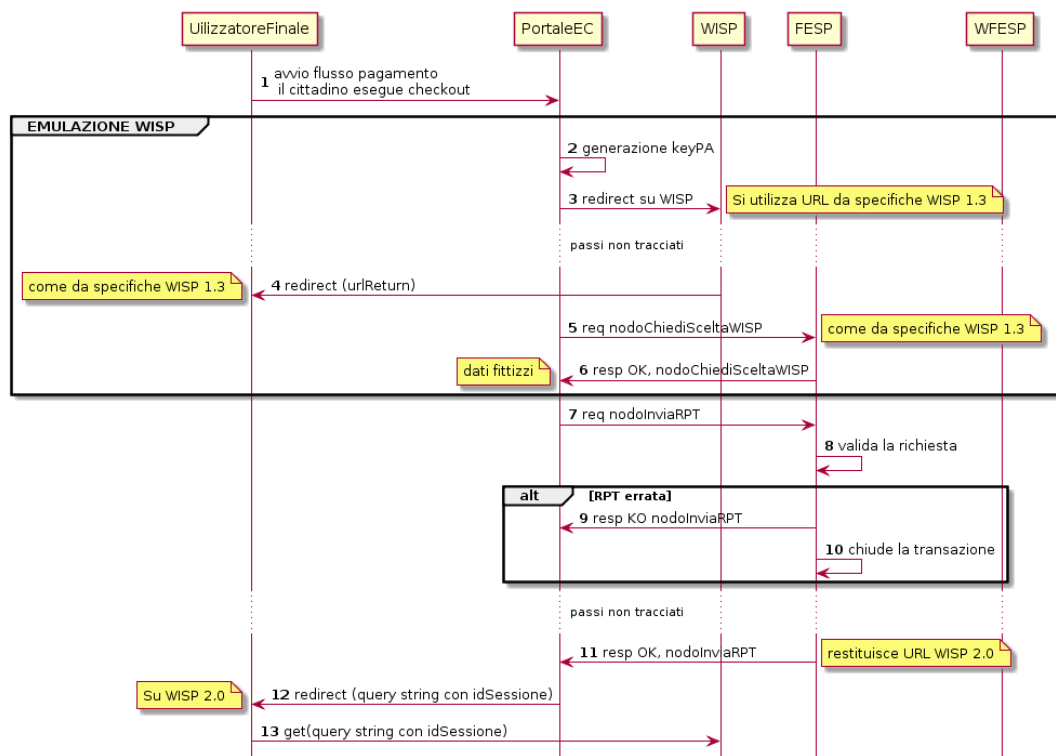 UilizzatoreFinale
PortaleEC
WISP
FESP
WFESP
1 avvio flusso pagamento
il cittadino esegue checkout
EMULAZIONE WISP
2 generazione keyPA
3 redirect su WISP
Si utilizza URL da specifiche WISP 1.3
passi non tracciati
come da specifiche WISP 1.3
4 redirect (urlReturn)
5 req nodoChiediSceltaWISP
come da specifiche WISP 1.3
dati fittizzi
6 resp OK, nodoChiediSceltaWISP
7 req nodoInviaRPT
8 valida la richiesta
alt [RPT errata]
9 resp KO nodoInviaRPT
10 chiude la transazione
passi non tracciati
11 resp OK, nodoInviaRPT
restituisce URL WISP 2.0
Su WISP 2.0
12 redirect (query string con idSessione)
13 get(query string con idSessione)